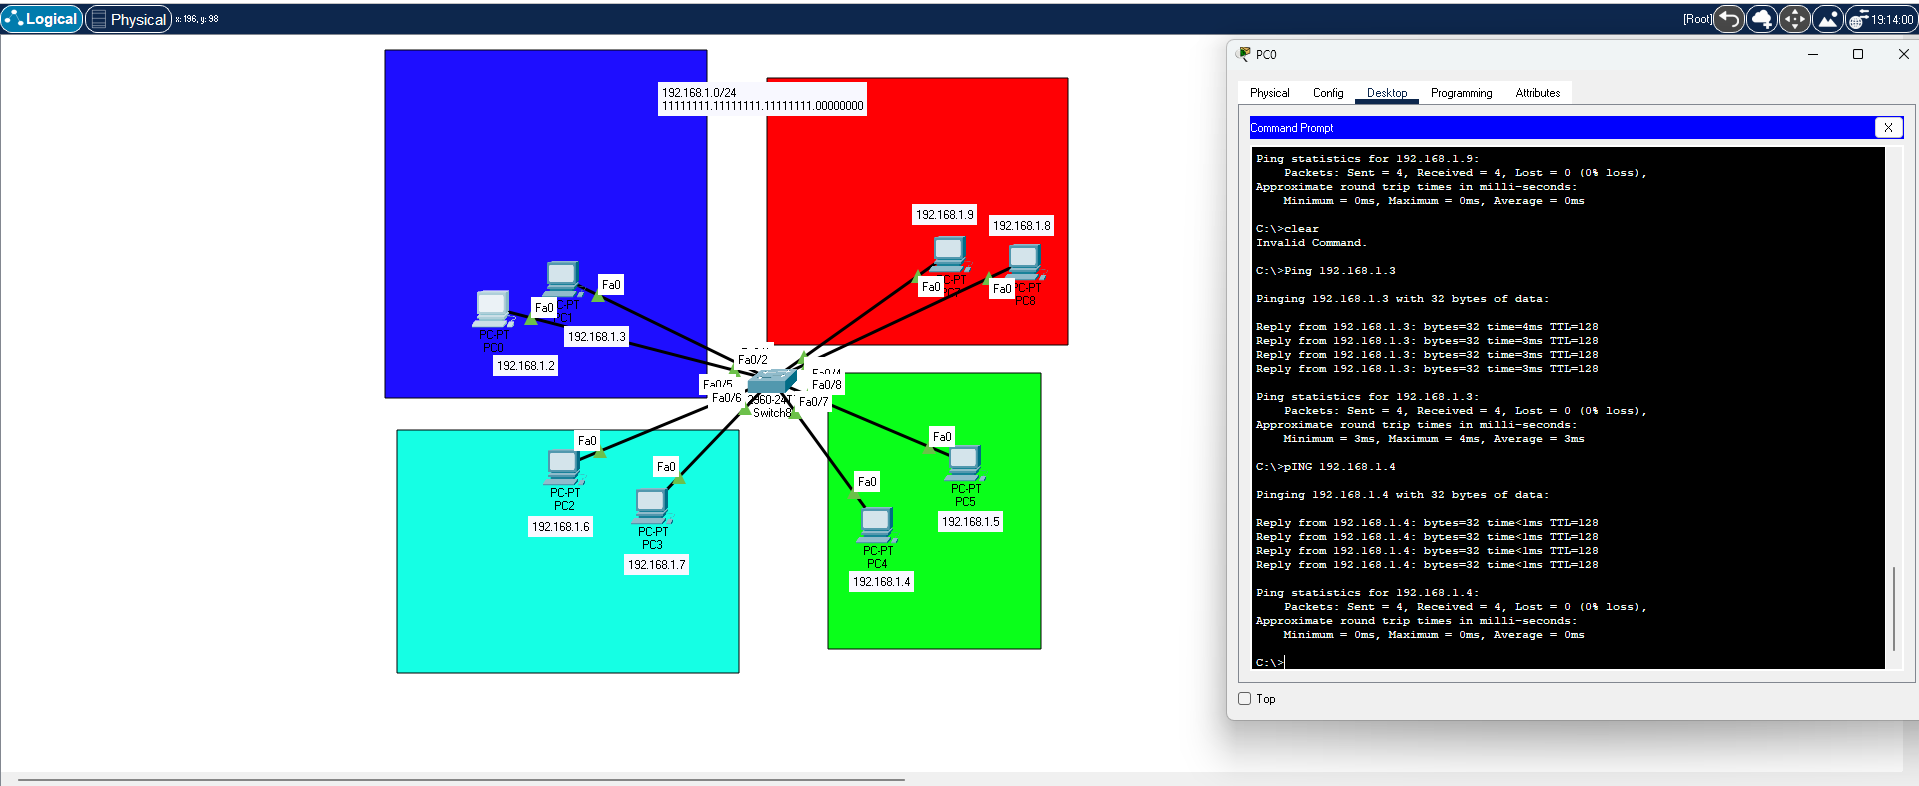 Logical
Physical
x: 196, y: 98
[Root]
19:14:00
192.168.1.0/24
11111111.11111111.11111111.00000000
192.168.1.9
192.168.1.8
Fa0
Fa0
PC8
Fa0
Fa0
PC-PT
PC0
192.168.1.3
192.168.1.2
Fa0/2
Fa0/5
Fa0/8
Fa0/6
Fa0/7
Switch8
Fa0
PC-PT
PC2
192.168.1.6
Fa0
PC-PT
PC3
192.168.1.7
Fa0
PC-PT
PC5
192.168.1.5
Fa0
PC-PT
PC4
192.168.1.4
PC0
Physical
Config
Desktop
Programming
Attributes
Command Prompt
X
Ping statistics for 192.168.1.9:
Packets: Sent = 4, Received = 4, Lost = 0 (0% loss),
Approximate round trip times in milli-seconds:
Minimum = 0ms, Maximum = 0ms, Average = 0ms
C:\>clear
Invalid Command.
C:\>Ping 192.168.1.3
Pinging 192.168.1.3 with 32 bytes of data:
Reply from 192.168.1.3: bytes=32 time=4ms TTL=128
Reply from 192.168.1.3: bytes=32 time=3ms TTL=128
Reply from 192.168.1.3: bytes=32 time=3ms TTL=128
Reply from 192.168.1.3: bytes=32 time=3ms TTL=128
Ping statistics for 192.168.1.3:
Packets: Sent = 4, Received = 4, Lost = 0 (0% loss),
Approximate round trip times in milli-seconds:
Minimum = 3ms, Maximum = 4ms, Average = 3ms
C:\>pING 192.168.1.4
Pinging 192.168.1.4 with 32 bytes of data:
Reply from 192.168.1.4: bytes=32 time<1ms TTL=128
Reply from 192.168.1.4: bytes=32 time<1ms TTL=128
Reply from 192.168.1.4: bytes=32 time<1ms TTL=128
Reply from 192.168.1.4: bytes=32 time<1ms TTL=128
Ping statistics for 192.168.1.4:
Packets: Sent = 4, Received = 4, Lost = 0 (0% loss),
Approximate round trip times in milli-seconds:
Minimum = 0ms, Maximum = 0ms, Average = 0ms
C:\>
Top